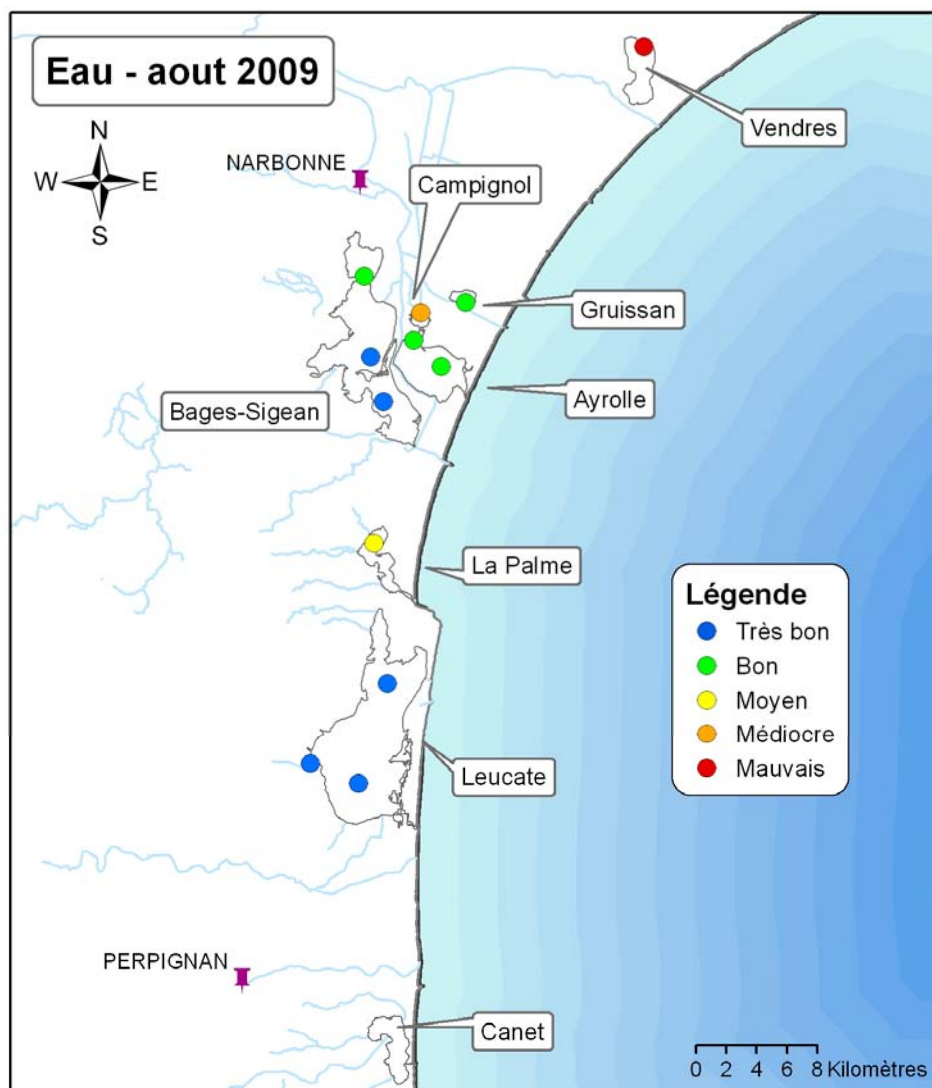 Eau - aout 2009
Vendres
N
W E
S
NARBONNE
Campignol
Gruissan
Ayrolle
Bages-Sigean
La Palme
Légende
Très bon
Bon
Moyen
Médiocre
Mauvais
Leucate
PERPIGNAN
Canet
0 2 4 6 8 Kilomètres